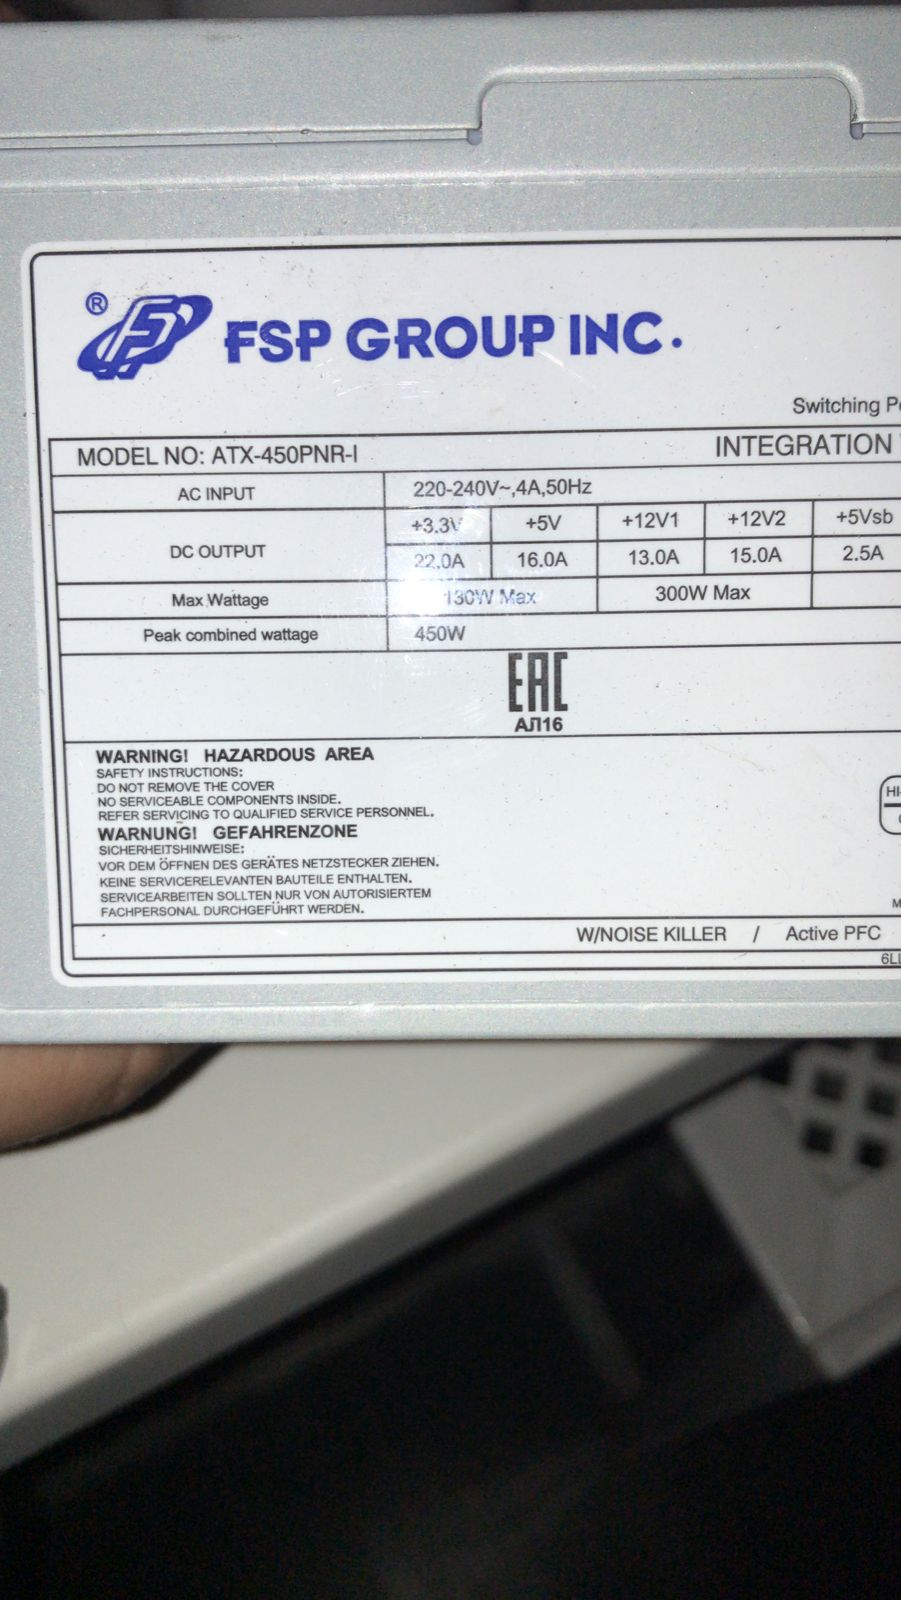 ® FSP GROUP INC.
Switching
MODEL NO: ATX-450PNR-I INTEGRATION
AC INPUT 220-240V~,4A,50Hz
+3.3V +5V +12V1 +12V2 +5Vsb
DC OUTPUT
22.0A 16.0A 13.0A 15.0A 2.5A
Max Wattage 130W Max 300W Max
Peak combined wattage 450W
EAC
АЛ16
WARNING! HAZARDOUS AREA
SAFETY INSTRUCTIONS:
DO NOT REMOVE THE COVER
NO SERVICEABLE COMPONENTS INSIDE.
REFER SERVICING TO QUALIFIED SERVICE PERSONNEL.
WARNUNG! GEFAHRENZONE
SICHERHEITSHINWEISE:
VOR DEM ÖFFNEN DES GERÄTES NETZSTECKER ZIEHEN.
KEINE SERVICERELEVANTEN BAUTEILE ENTHALTEN.
SERVICEARBEITEN SOLLTEN NUR VON AUTORISIERTEM
FACHPERSONAL DURCHGEFÜHRT WERDEN.
W/NOISE KILLER / Active PFC